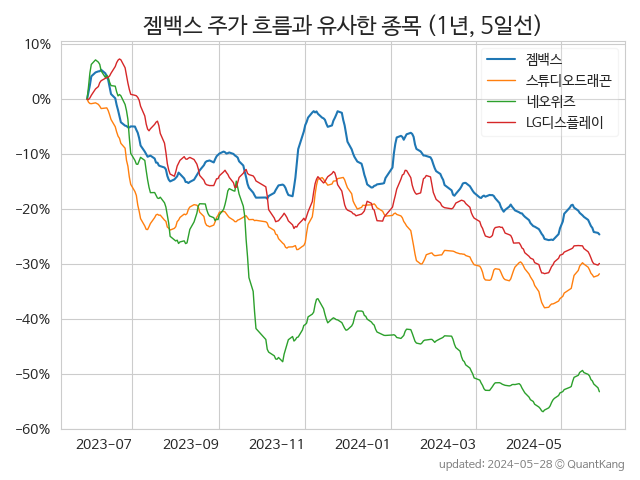 젬백스 주가 흐름과 유사한 종목 (1년, 5일선)
젬백스
스튜디오드래곤
네오위즈
LG디스플레이
10%
0%
−10%
−20%
−30%
−40%
−50%
−60%
2023−07
2023−09
2023−11
2024−01
2024−03
2024−05
updated: 2024-05-28 © QuantKang